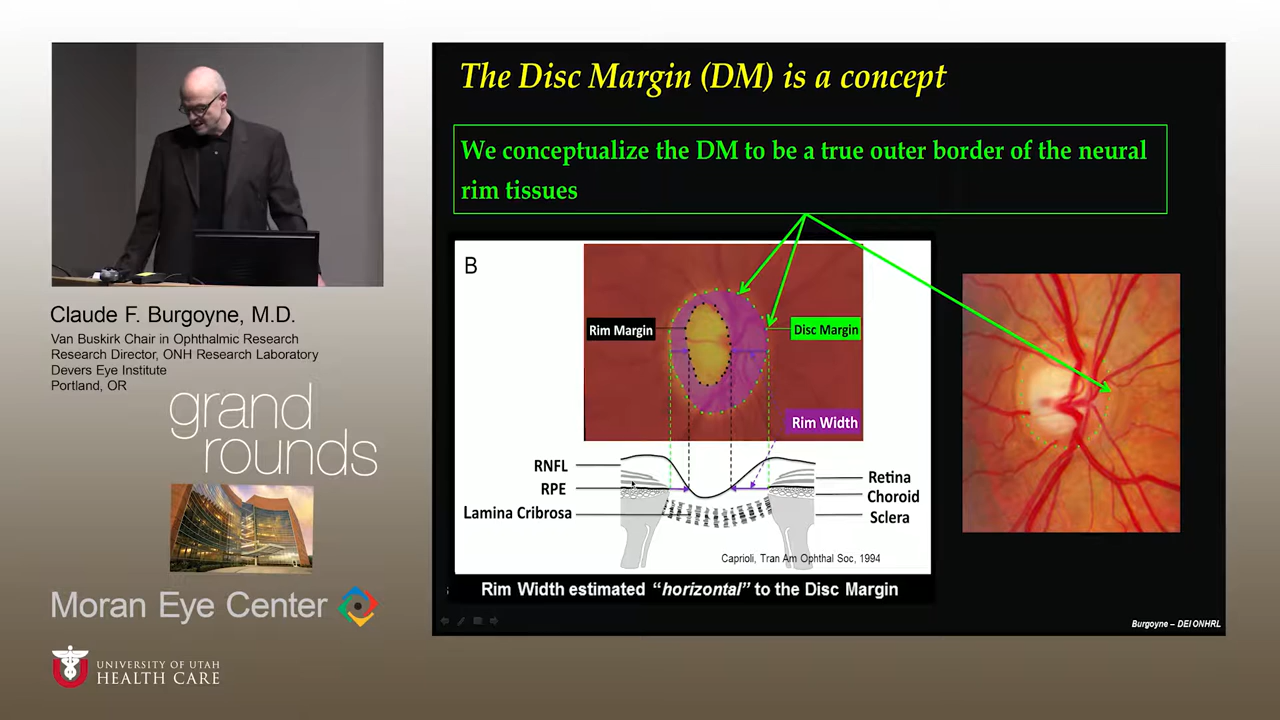 The Disc Margin (DM) is a concept
We conceptualize the DM to be a true outer border of the neural
rim tissues
B
Rim Margin
Disc Margin
Rim Width
RNFL
RPE
Lamina Cribrosa
Retina
Choroid
Sclera
Caprioli, Tran Am Ophthal Soc, 1994
Rim Width estimated “horizontal” to the Disc Margin
Burgoyne – DEI ONHRL
Claude F. Burgoyne, M.D.
Van Buskirk Chair in Ophthalmic Research
Research Director, ONH Research Laboratory
Devers Eye Institute
Portland, OR
grand
rounds
Moran Eye Center
U
UNIVERSITY OF UTAH
HEALTH CARE